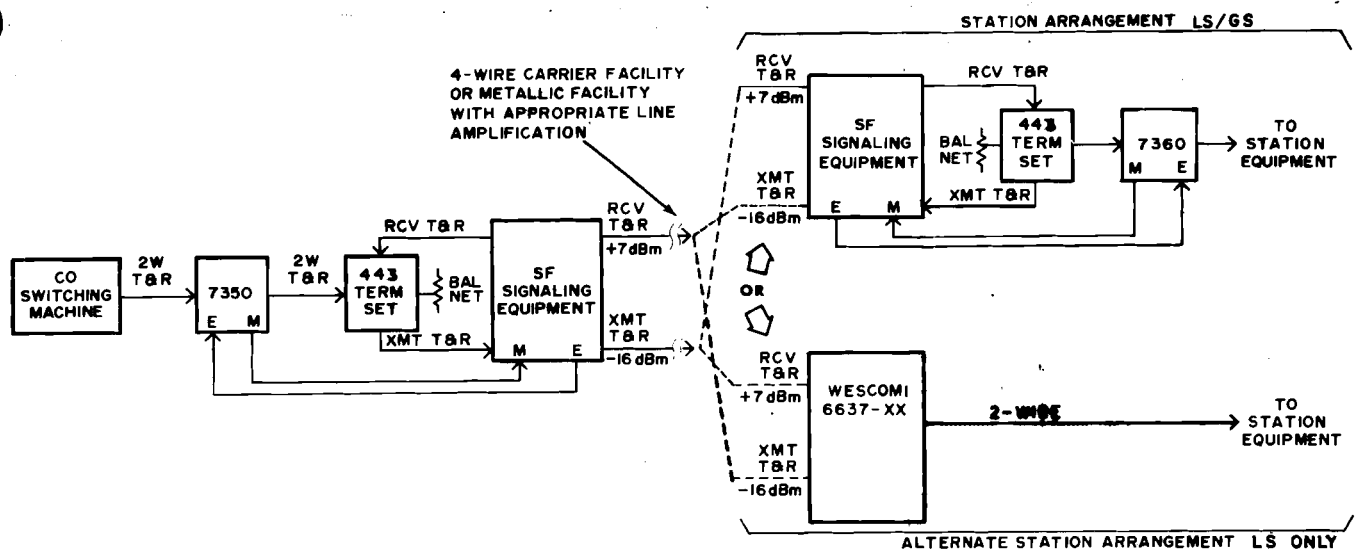 STATION ARRANGEMENT LS/GS
4-WIRE CARRIER FACILITY
OR METALLIC FACILITY
WITH APPROPRIATE LINE
AMPLIFICATION
RCV
T&R
+7dBm
XMT
T&R
-16dBm
SF
SIGNALING
EQUIPMENT
E
M
RCV T&R
BAL
NET
443
TERM
SET
XMT T&R
7360
M
E
TO
STATION
EQUIPMENT
CO
SWITCHING
MACHINE
2W
T&R
7350
E
M
2W
T&R
RCV T&R
443
TERM
SET
BAL
NET
XMT T&R
SF
SIGNALING
EQUIPMENT
M
E
RCV
T&R
+7dBm
XMT
T&R
-16dBm
OR
RCV
T&R
+7dBm
XMT
T&R
-16dBm
WESCOM
6637-XX
2-WIRE
TO
STATION
EQUIPMENT
ALTERNATE STATION ARRANGEMENT LS ONLY